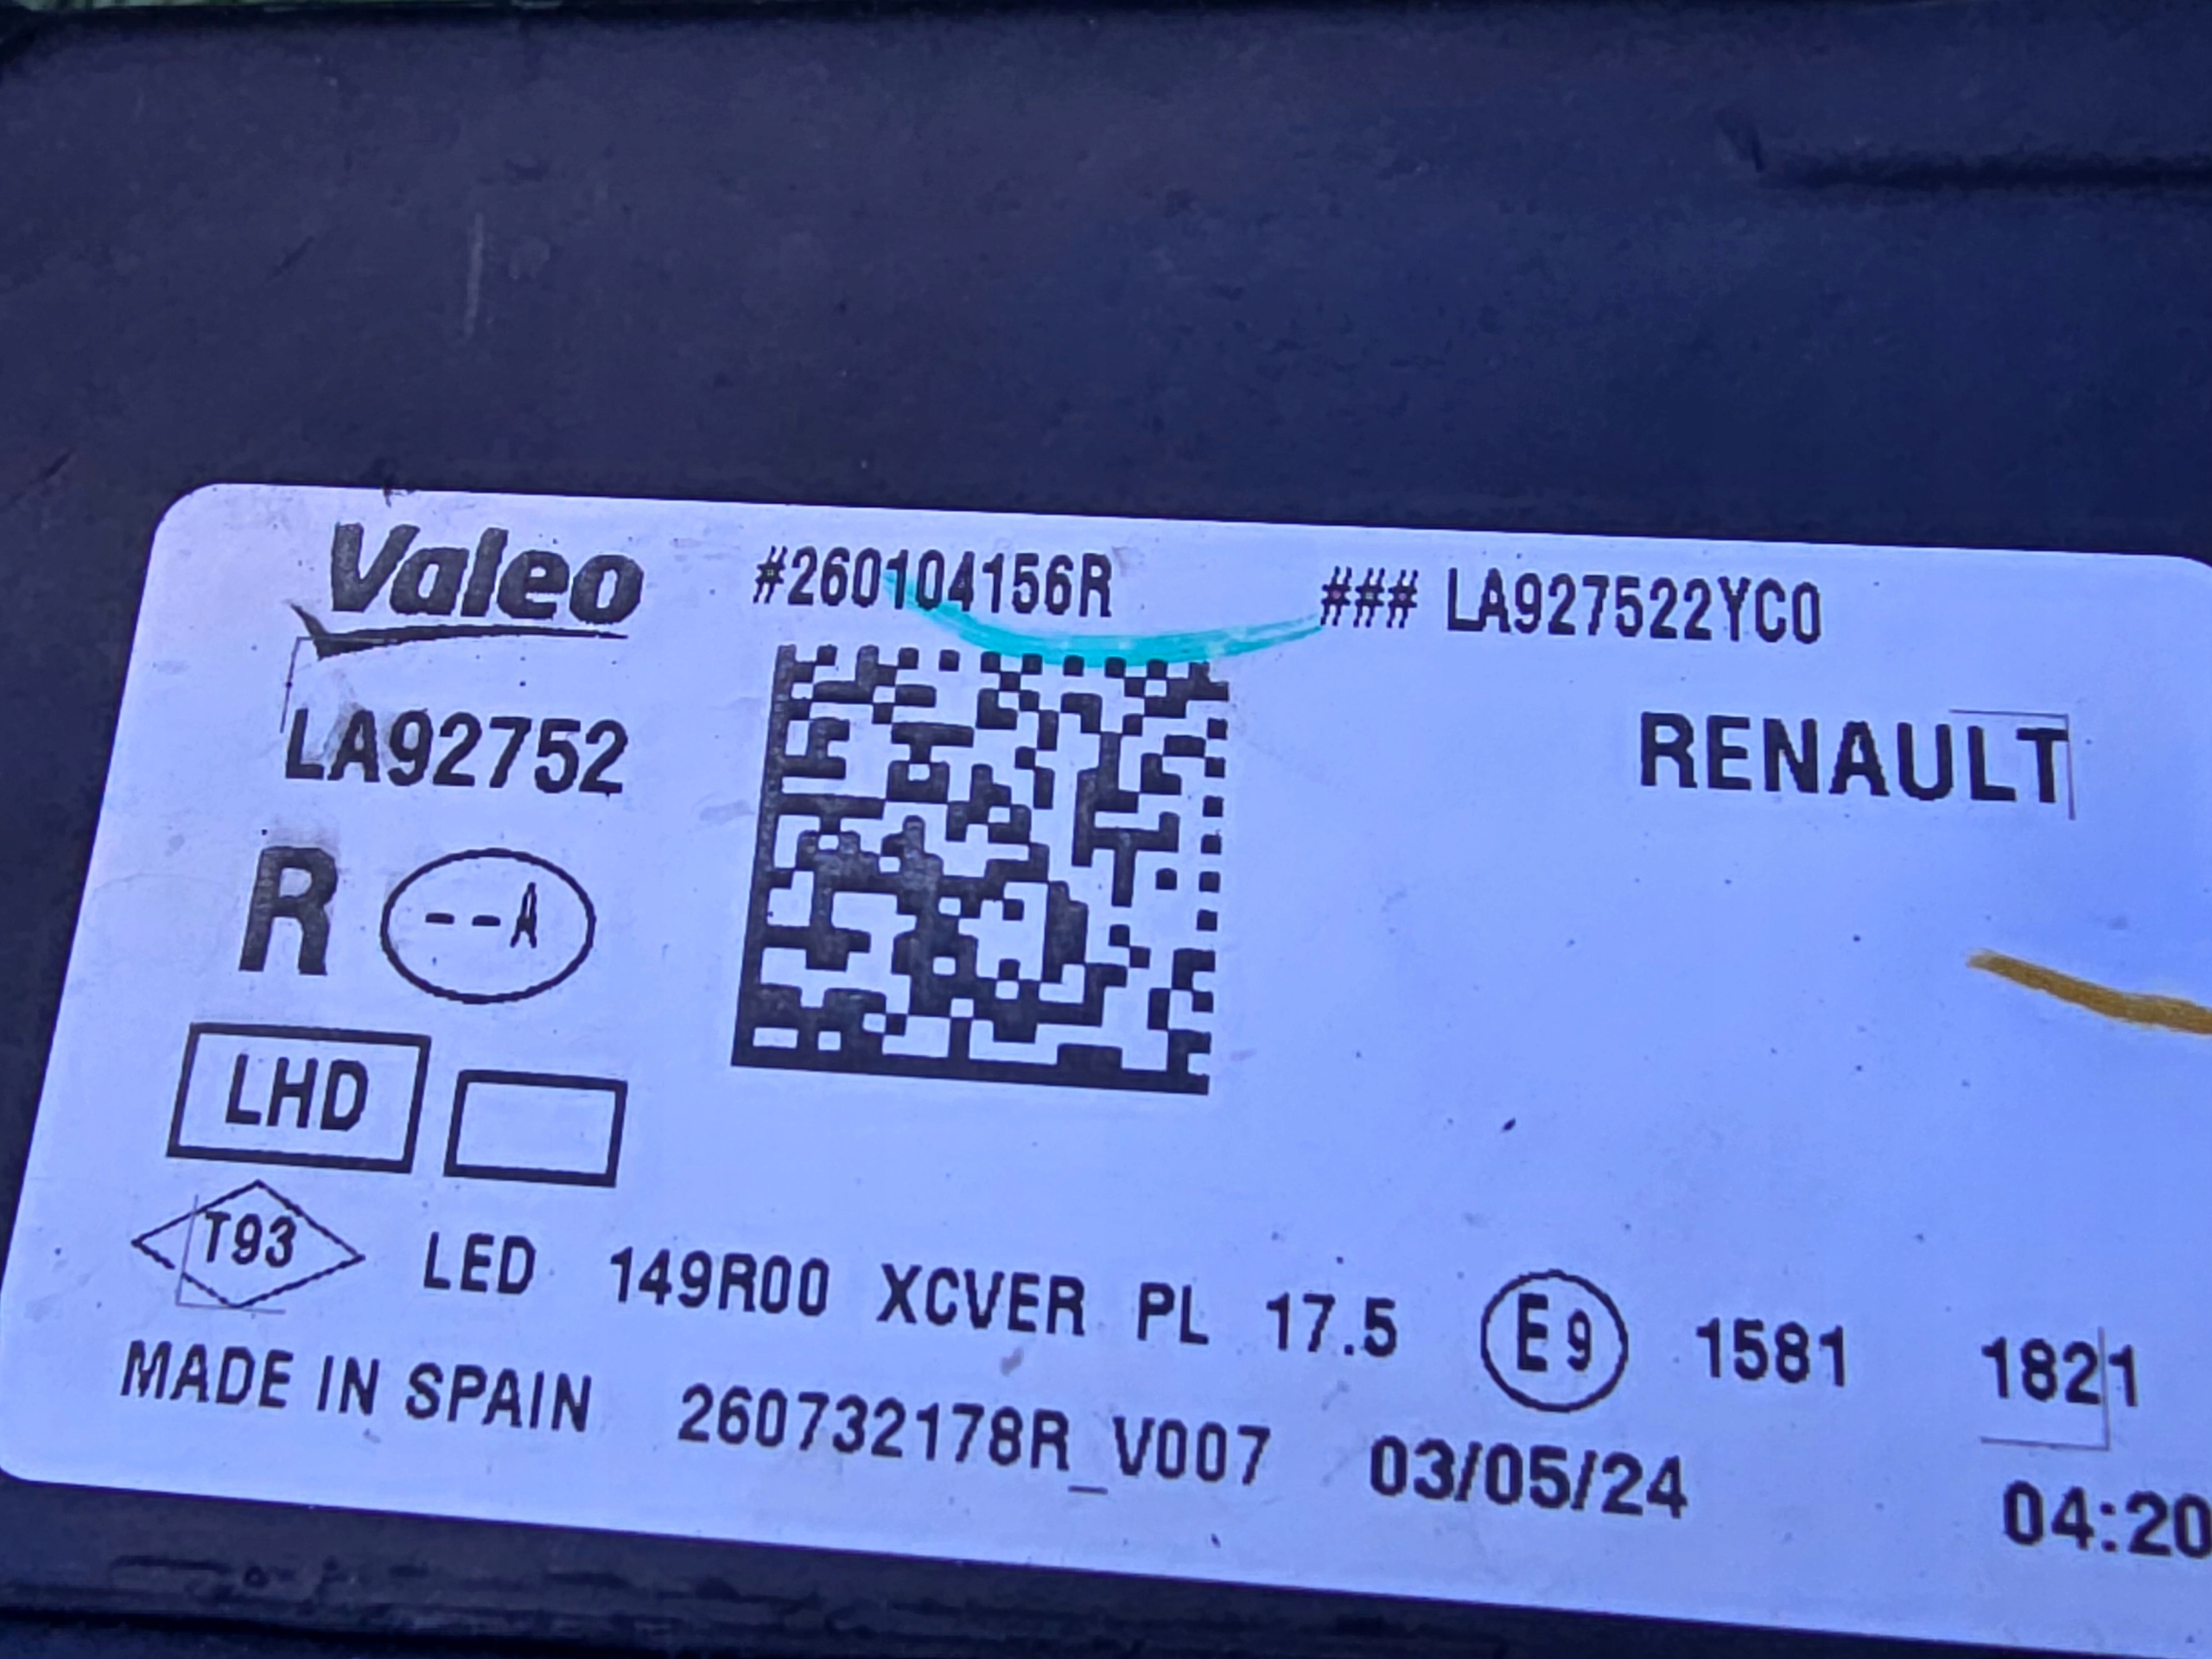 Valeo #260104156R ### LA927522YC0
LA92752 RENAULT
R --A
LHD
T93 LED 149R00 XCVER PL 17.5 E9 1581 1821
MADE IN SPAIN 260732178R_V007 03/05/24 04:20